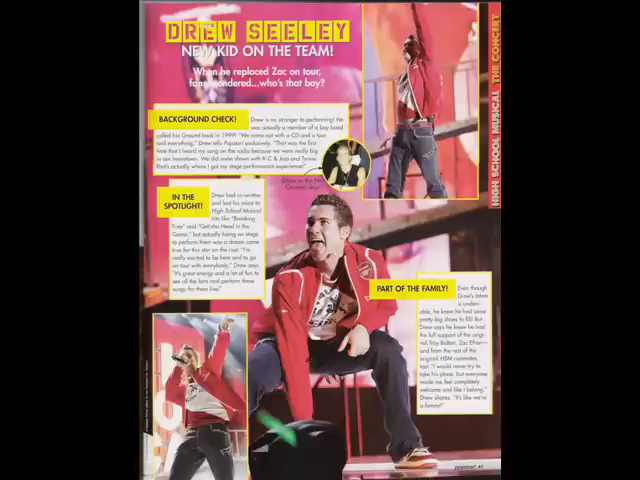 DREW SEELEY
NEW KID ON THE TEAM!
When he replaced Zac on tour,
fans wondered...who's that boy?
HIGH SCHOOL MUSICAL THE CONCERT
BACKGROUND CHECK!
Drew is no stranger to performing! He
was actually a member of a boy band
called No Ground back in 1999! "We came out with a CD and a tour
and everything," Drew tells Popstar! exclusively. "That was the first
time that I heard my song on the radio because we were really big
in our hometown. We did some shows with K-C & Jojo and Tyrese.
That's actually where I got my stage-performance experience!"
Drew in his No
Ground days!
IN THE
SPOTLIGHT!
Drew had co-written
and lent his voice to
High School Musical
hits like "Breaking
Free" and "Get'cha Head in the
Game," but actually being on stage
to perform them was a dream come
true for this star on the rise! "I'm
really excited to be here and to go
on tour with everybody," Drew says.
"It's great energy and a lot of fun to
see all the fans and perform these
songs for them live!"
PART OF THE FAMILY!
Even though
Drew's talent
is undeni-
able, he knew he had some
pretty big shoes to fill! But
Drew says he knew he had
the full support of the origi-
nal Troy Bolton, Zac Efron—
and from the rest of the
original HSM castmates,
too! "I would never try to
take his place, but everyone
made me feel completely
welcome and like I belong,"
Drew shares. "It's like we're
a family!"
popstar!